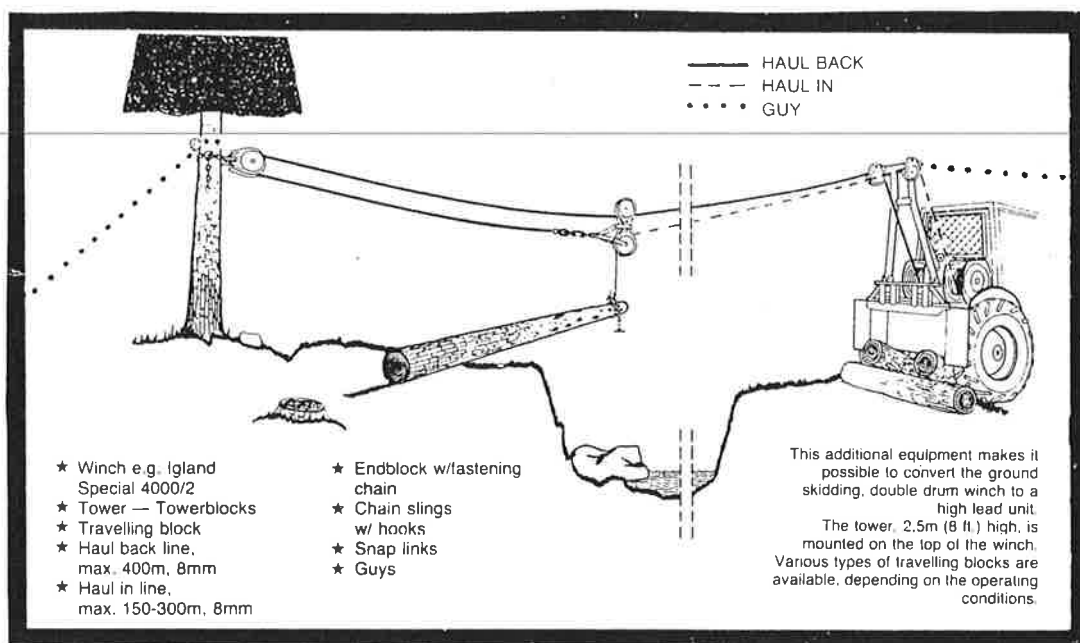 HAUL BACK
HAUL IN
GUY
★ Winch e.g. Igland
Special 4000/2
★ Tower — Towerblocks
★ Travelling block
★ Haul back line,
max. 400m, 8mm
★ Haul in line,
max. 150-300m, 8mm
★ Endblock w/fastening
chain
★ Chain slings
w/ hooks
★ Snap links
★ Guys
This additional equipment makes it
possible to convert the ground
skidding, double drum winch to a
high lead unit.
The tower, 2,5m (8 ft.) high, is
mounted on the top of the winch.
Various types of travelling blocks are
available, depending on the operating
conditions.